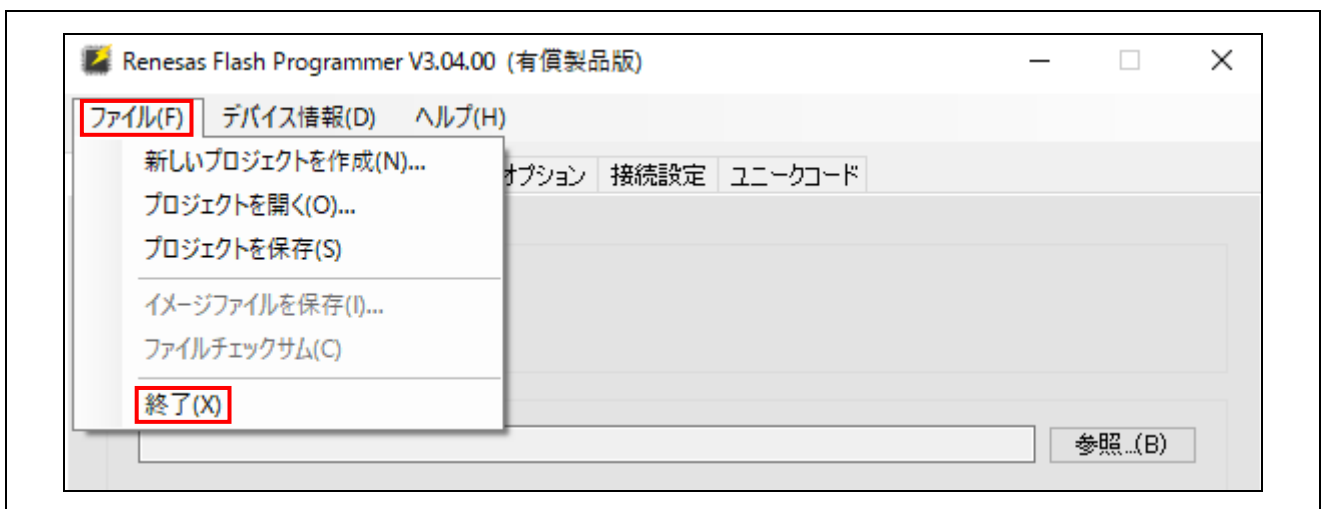 Renesas Flash Programmer V3.04.00 (有償製品版)
ファイル(F) デバイス情報(D) ヘルプ(H)
新しいプロジェクトを作成(N)...
オプション 接続設定 ユニークコード
プロジェクトを開く(O)...
プロジェクトを保存(S)
イメージファイルを保存(I)...
ファイルチェックサム(C)
終了(X)
参照...(B)